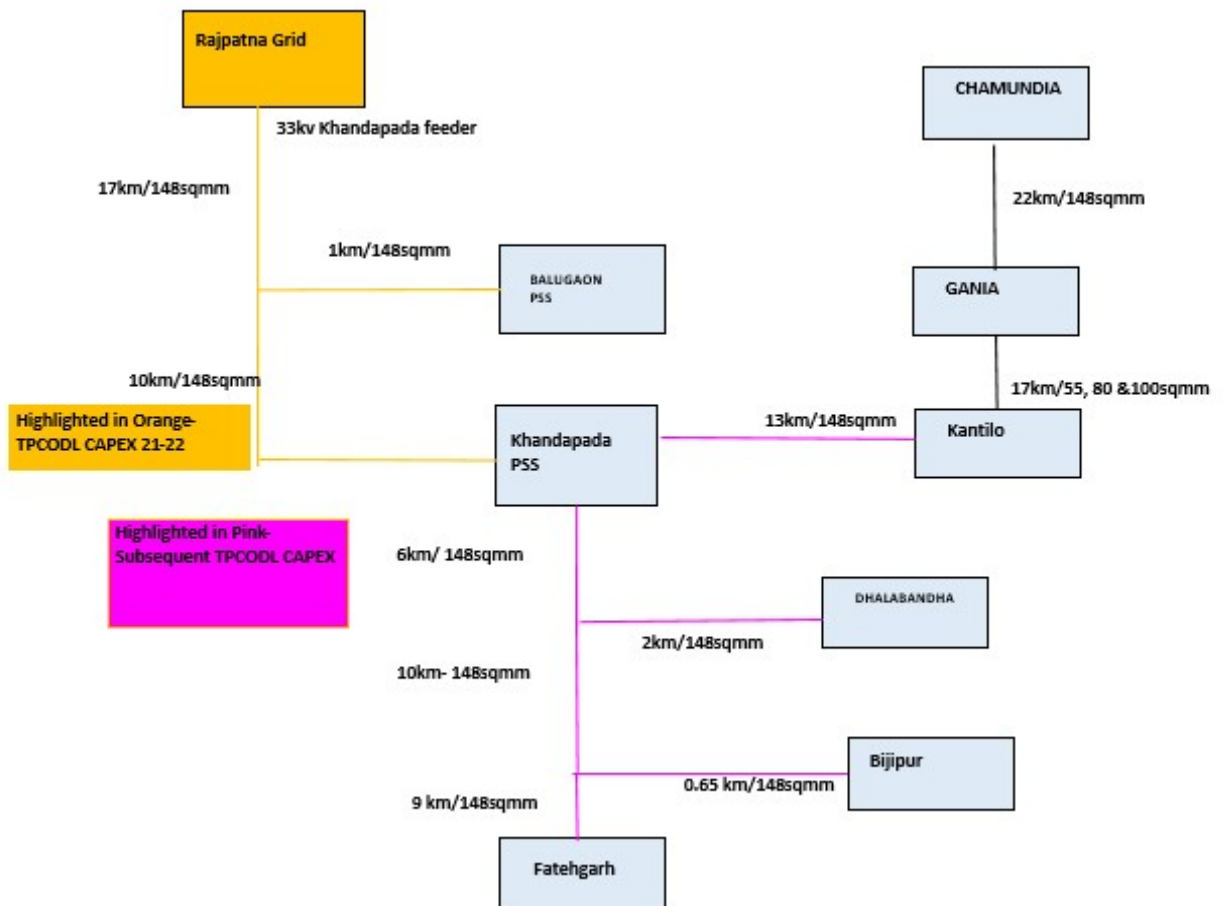 Rajpatna Grid
CHAMUNDIA
33kv Khandapada feeder
17km/148sqmm
22km/148sqmm
1km/148sqmm
BALUGAON
PSS
GANIA
10km/148sqmm
17km/55, 80 &100sqmm
Highlighted in Orange-
TPCODL CAPEX 21-22
Khandapada
PSS
13km/148sqmm
Kantilo
Highlighted in Pink-
Subsequent TPCODL CAPEX
6km/ 148sqmm
DHALABANDHA
2km/148sqmm
10km- 148sqmm
Bijipur
0.65 km/148sqmm
9 km/148sqmm
Fatehgarh